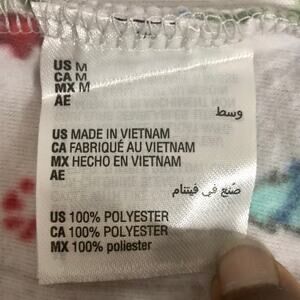 US M
CA M
MX M
AE
وسط
US MADE IN VIETNAM
CA FABRIQUÉ AU VIETNAM
MX HECHO EN VIETNAM
AE
صُنع في فيتنام
US 100% POLYESTER
CA 100% POLYESTER
MX 100% poliester